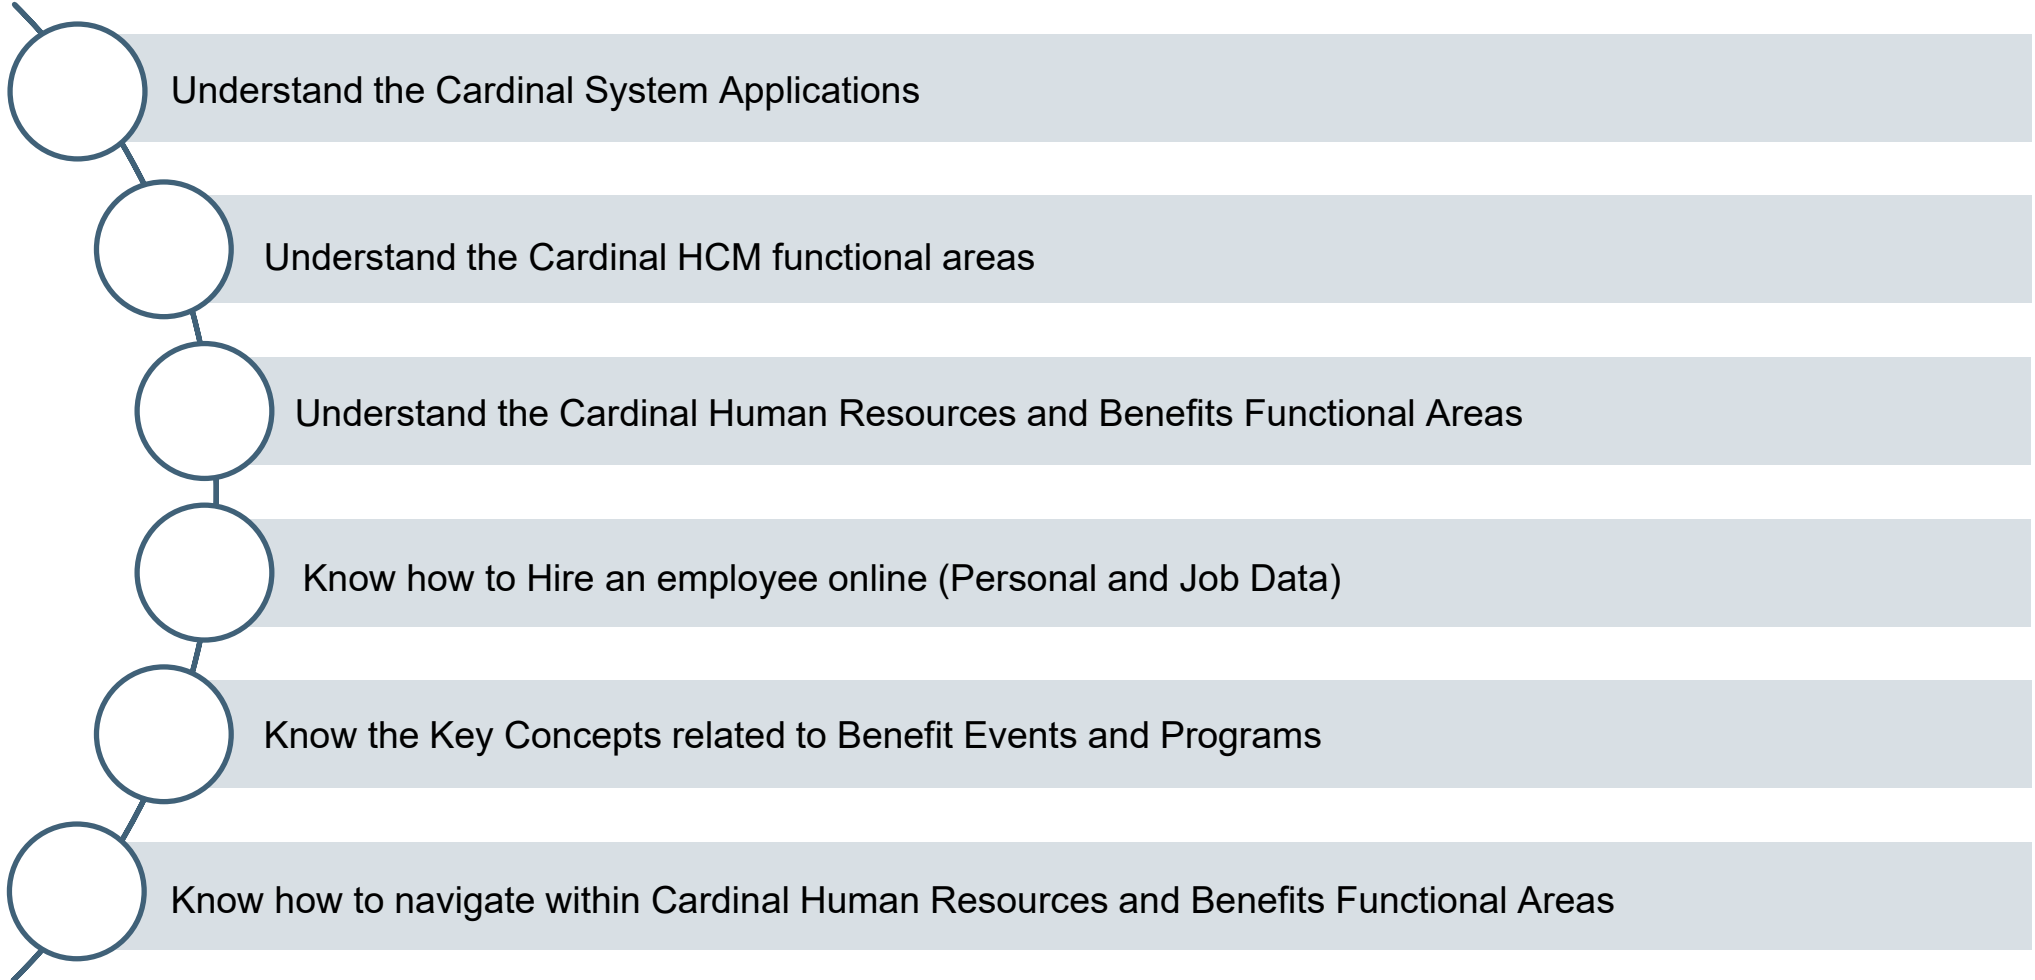 Understand the Cardinal System Applications
Understand the Cardinal HCM functional areas
Understand the Cardinal Human Resources and Benefits Functional Areas
Know how to Hire an employee online (Personal and Job Data)
Know the Key Concepts related to Benefit Events and Programs
Know how to navigate within Cardinal Human Resources and Benefits Functional Areas